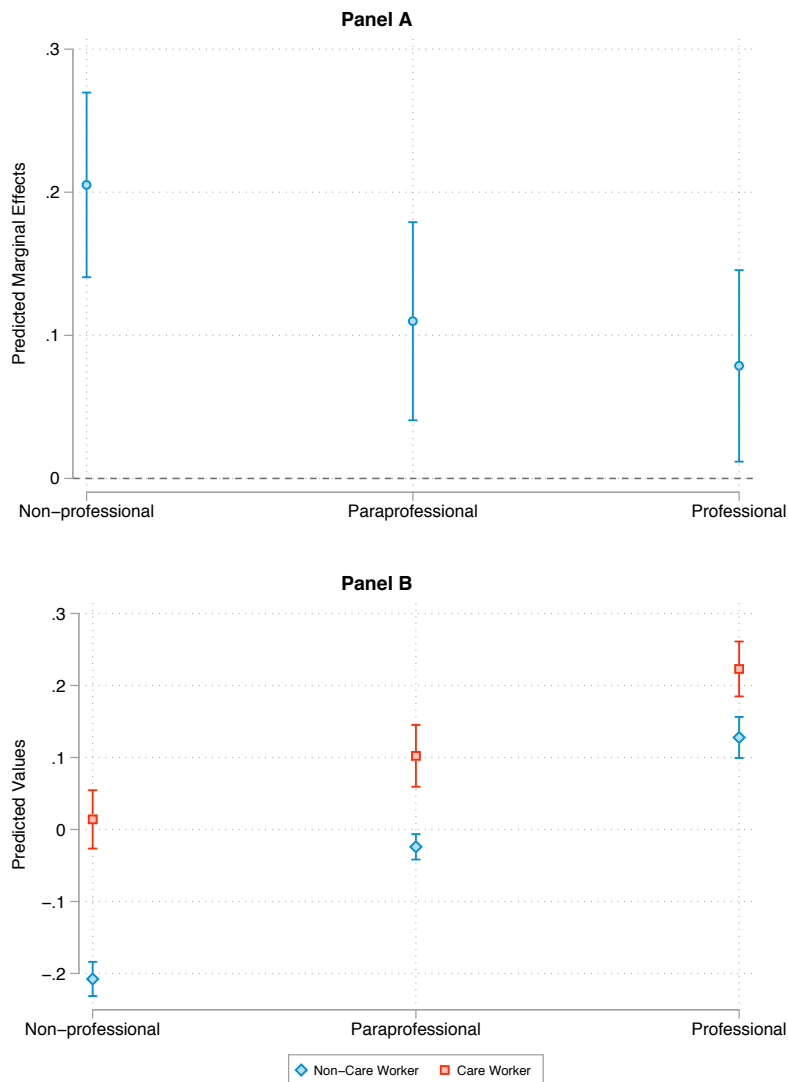 Panel A
Predicted Marginal Effects
.3
.2
.1
0
Non−professional
Paraprofessional
Professional
Panel B
Predicted Values
.3
.2
.1
0
−.1
−.2
Non−professional
Paraprofessional
Professional
Non−Care Worker
Care Worker